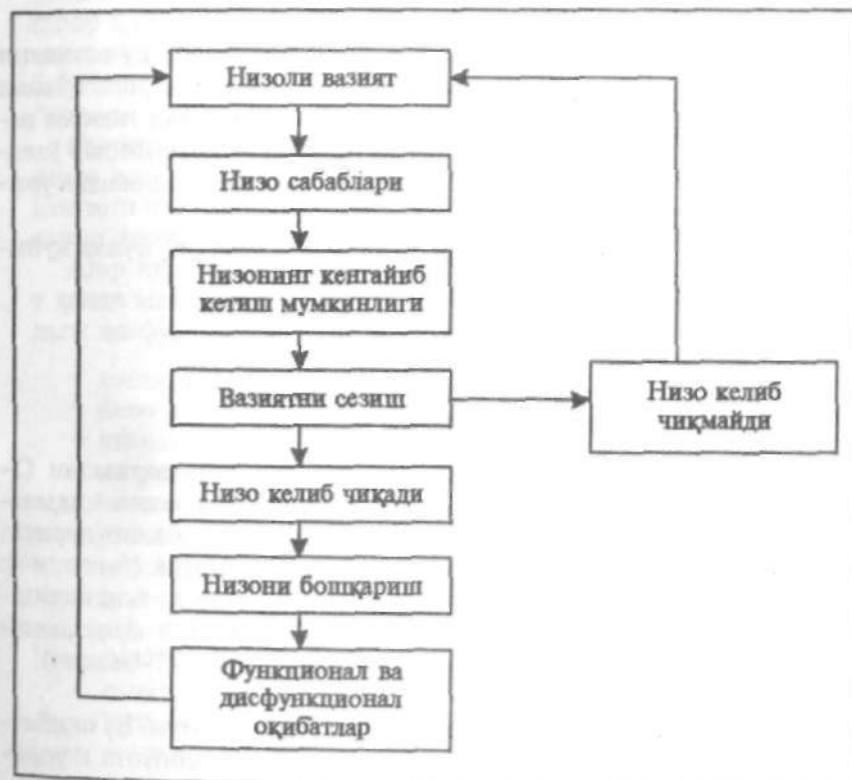 Низоли вазият
Низо сабаблари
Низонинг кенгайиб
кетиш мумкинлиги
Вазиятни сезиш
Низо келиб
чиқмайди
Низо келиб чиқади
Низони бошқариш
Функционал ва
дисфункционал
оқибатлар